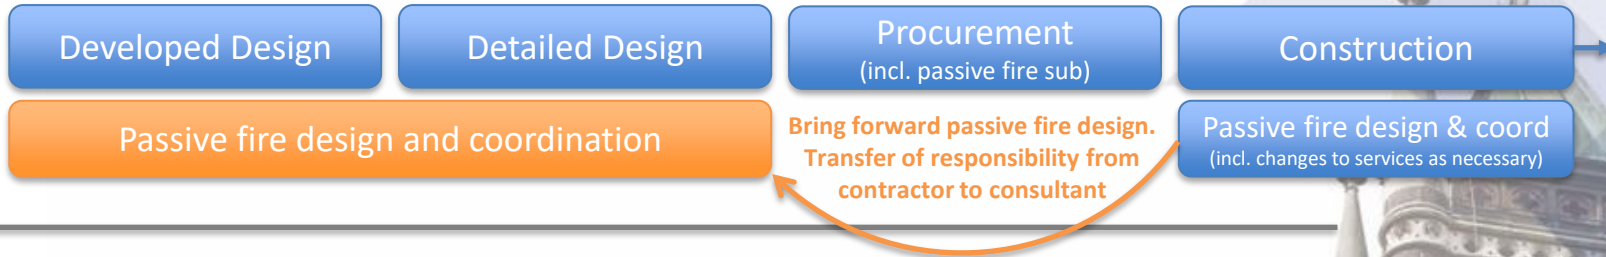 Developed Design
Detailed Design
Procurement
(incl. passive fire sub)
Construction
Passive fire design and coordination
Bring forward passive fire design.
Transfer of responsibility from
contractor to consultant
Passive fire design & coord
(incl. changes to services as necessary)